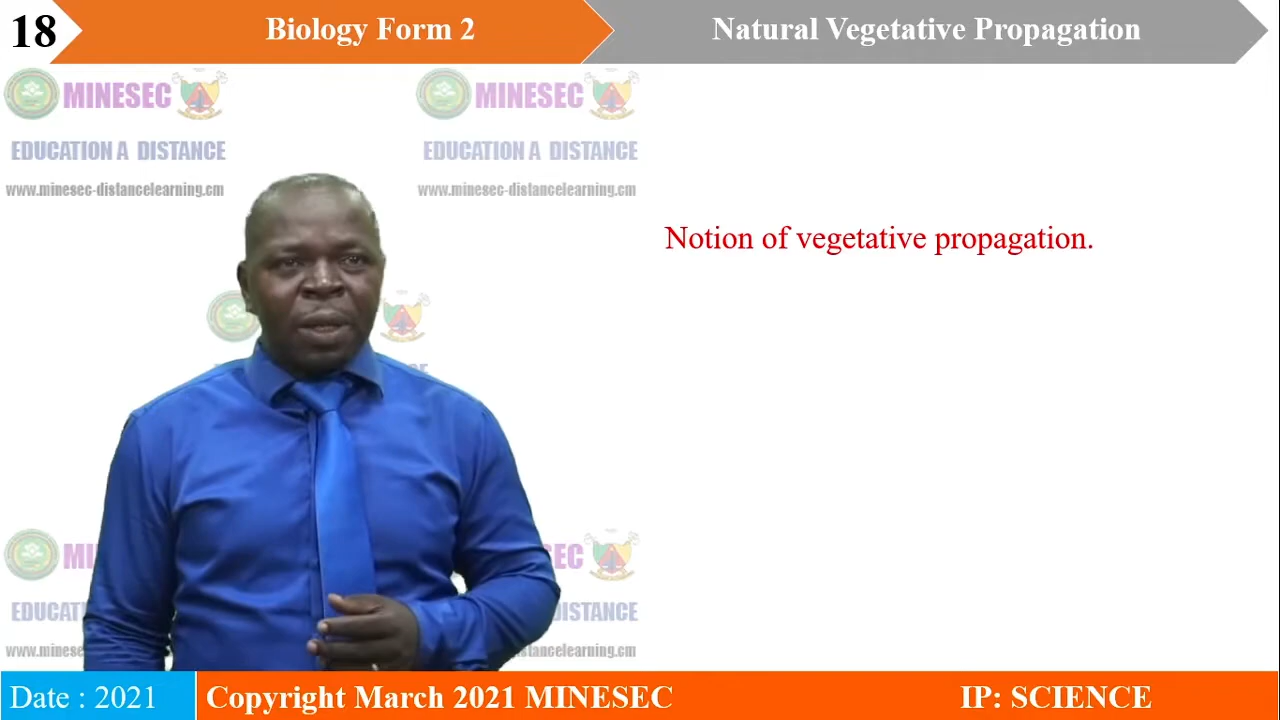 18
Biology Form 2
Natural Vegetative Propagation
MINESEC
MINESEC
EDUCATION A DISTANCE
EDUCATION A DISTANCE
www.minesec-distancelearning.cm
www.minesec-distancelearning.cm
Notion of vegetative propagation.
Date : 2021
Copyright March 2021 MINESEC
IP: SCIENCE